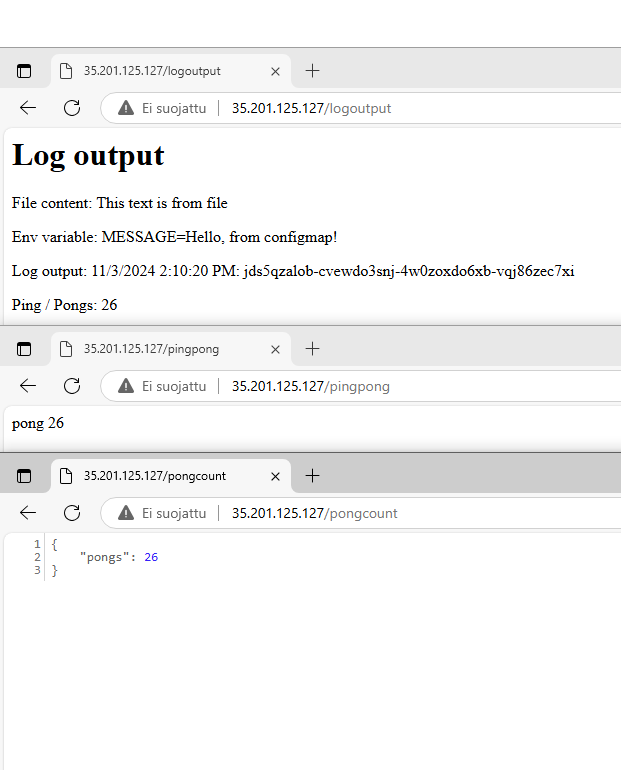 35.201.125.127/logoutput
Ei suojattu 35.201.125.127/logoutput
Log output
File content: This text is from file
Env variable: MESSAGE=Hello, from configmap!
Log output: 11/3/2024 2:10:20 PM: jds5qzalob-cvewdo3snj-4w0zoxdo6xb-vqj86zec7xi
Ping / Pongs: 26
35.201.125.127/pingpong
Ei suojattu 35.201.125.127/pingpong
pong 26
35.201.125.127/pongcount
Ei suojattu 35.201.125.127/pongcount
1 {
2 "pongs": 26
3 }